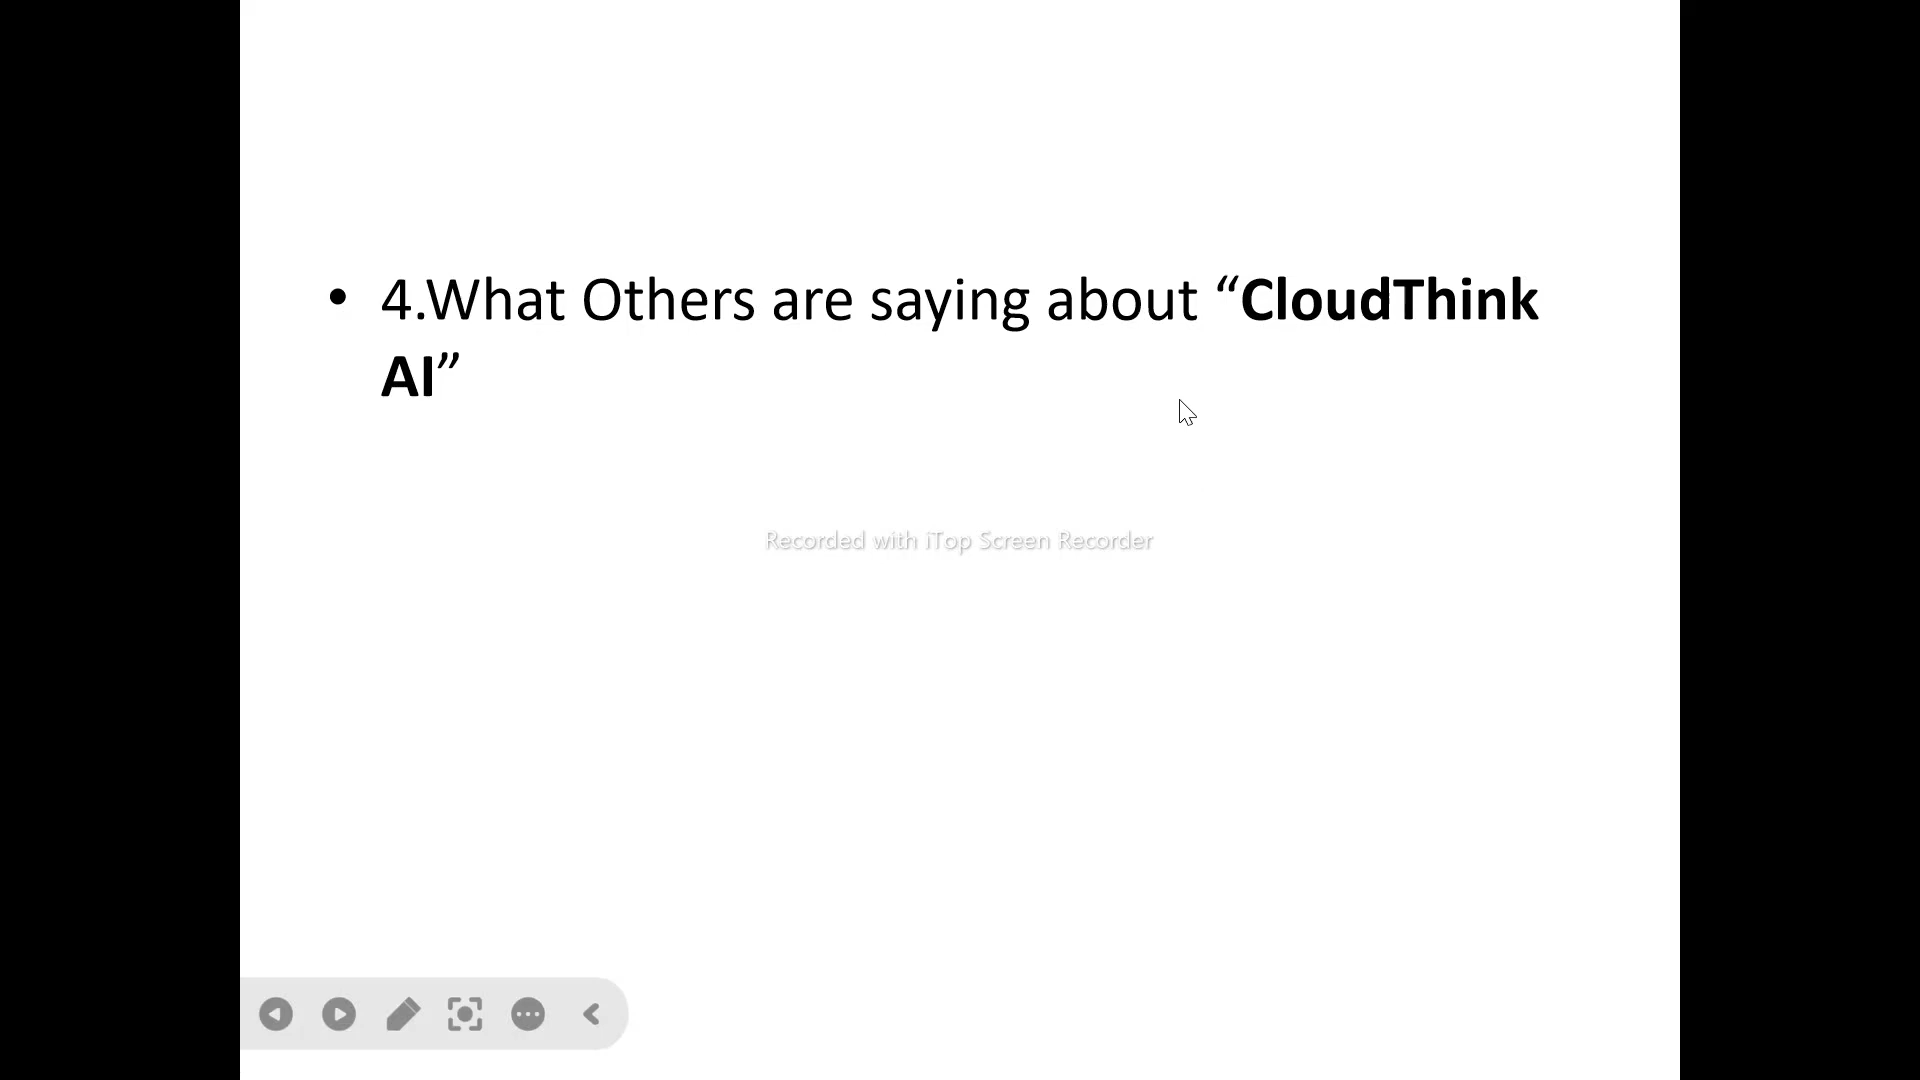 • 4.What Others are saying about “CloudThink
AI”
Recorded with iTop Screen Recorder